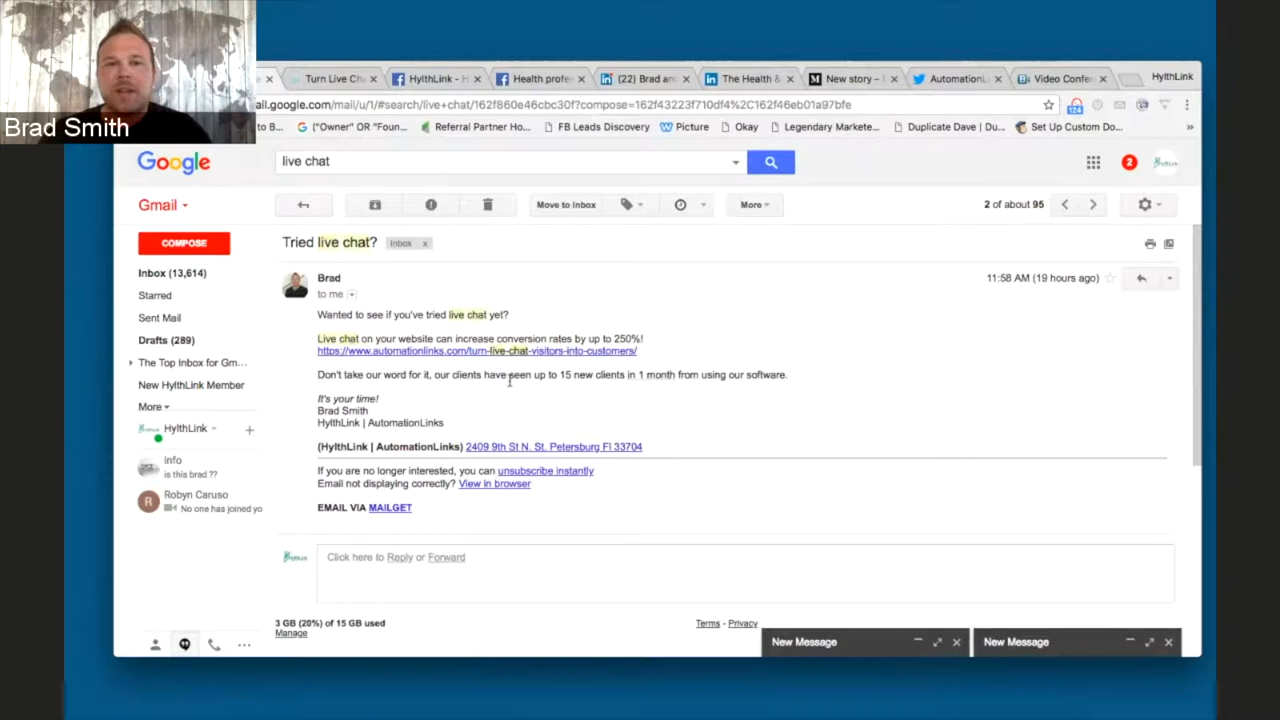 Brad Smith
Turn Live Ch
HylthLink - H
Health profe
(22) Brad an
The Health &
New story –
AutomationL
Video Confe
HylthLink
ail.google.com/mail/u/1/#search/live+chat/162f860e46cbc30f?compose=162f43223f710df4%2C162f46eb01a97bfe
124
to B...
("Owner" OR "Foun...
Referral Partner Ho...
FB Leads Discovery
Picture
Okay
Legendary Markete...
Duplicate Dave | Du...
Set Up Custom Do...
»
Google
live chat
2
Gmail
Move to Inbox
More
2 of about 95
COMPOSE
Inbox (13,614)
Starred
Sent Mail
Drafts (289)
The Top Inbox for Gm...
New HylthLink Member
More
HylthLink
info
is this brad ??
R
Robyn Caruso
No one has joined yo
Tried live chat?
Inbox x
Brad
to me
11:58 AM (19 hours ago)
Wanted to see if you've tried live chat yet?
Live chat on your website can increase conversion rates by up to 250%!
https://www.automationlinks.com/turn-live-chat-visitors-into-customers/
Don't take our word for it, our clients have seen up to 15 new clients in 1 month from using our software.
It's your time!
Brad Smith
HylthLink | AutomationLinks
(HylthLink | AutomationLinks) 2409 9th St N. St. Petersburg Fl 33704
If you are no longer interested, you can unsubscribe instantly
Email not displaying correctly? View in browser
EMAIL VIA MAILGET
Click here to Reply or Forward
3 GB (20%) of 15 GB used
Manage
Terms - Privacy
New Message
New Message